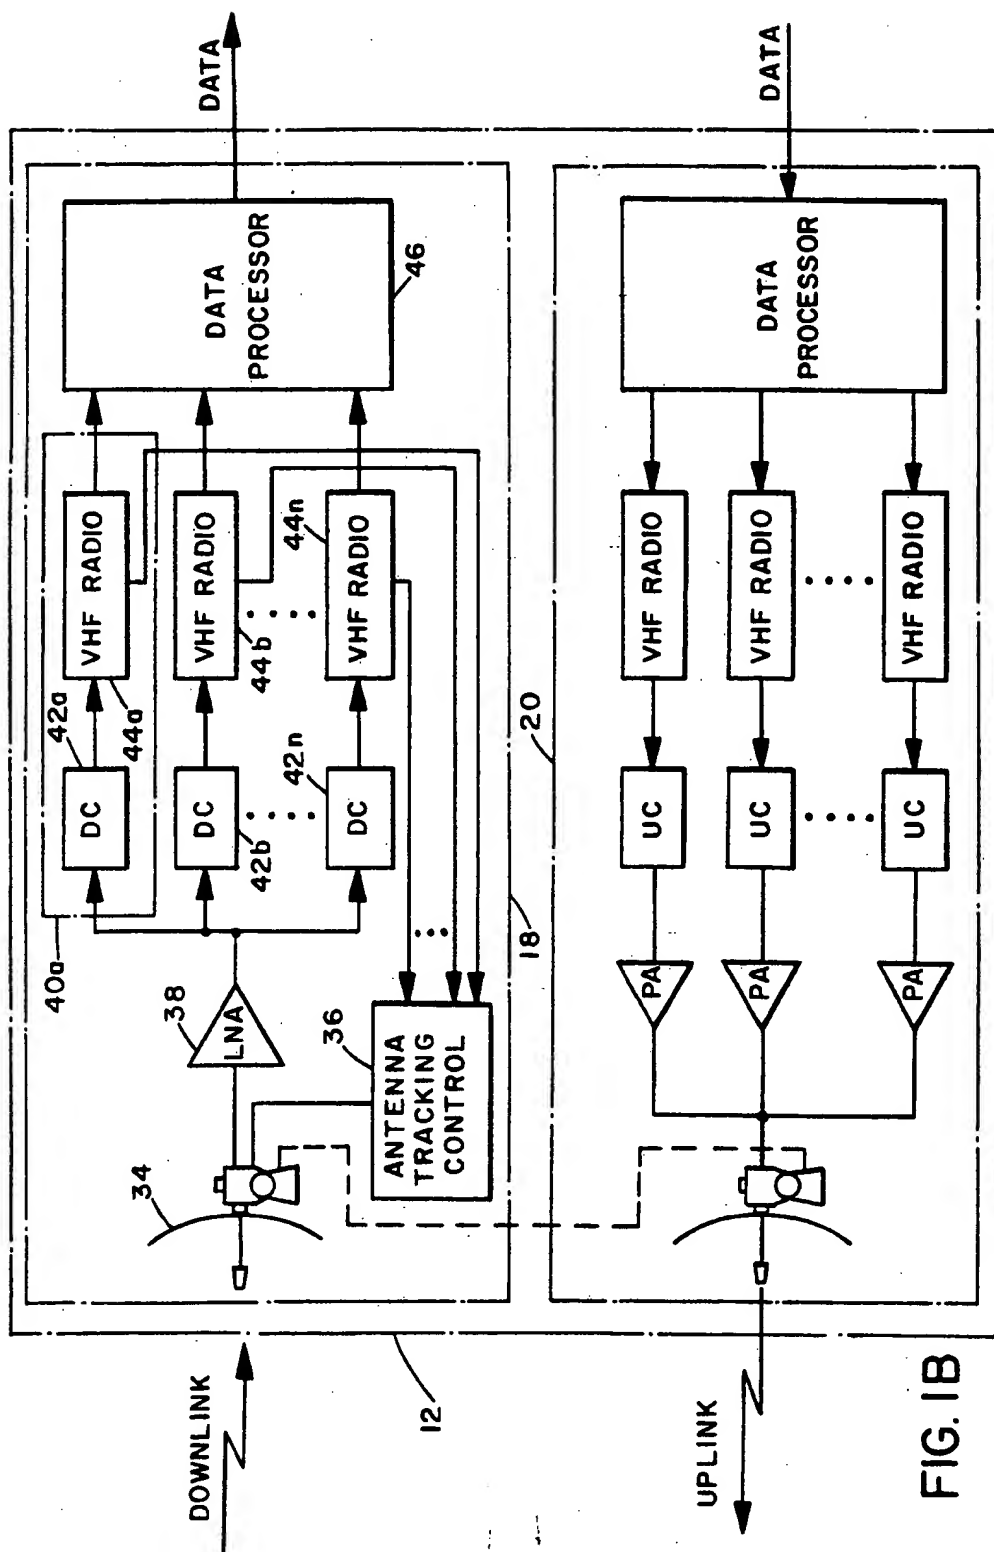 DOWNLINK
12
34
38
LNA
36
ANTENNA
TRACKING
CONTROL
40a
DC
42a
VHF RADIO
44a
DC
42b
VHF RADIO
44b
42n
DC
44n
VHF RADIO
DATA
PROCESSOR
46
DATA
18
20
UPLINK
PA
UC
VHF RADIO
PA
UC
VHF RADIO
PA
UC
VHF RADIO
DATA
PROCESSOR
DATA
FIG. 1B